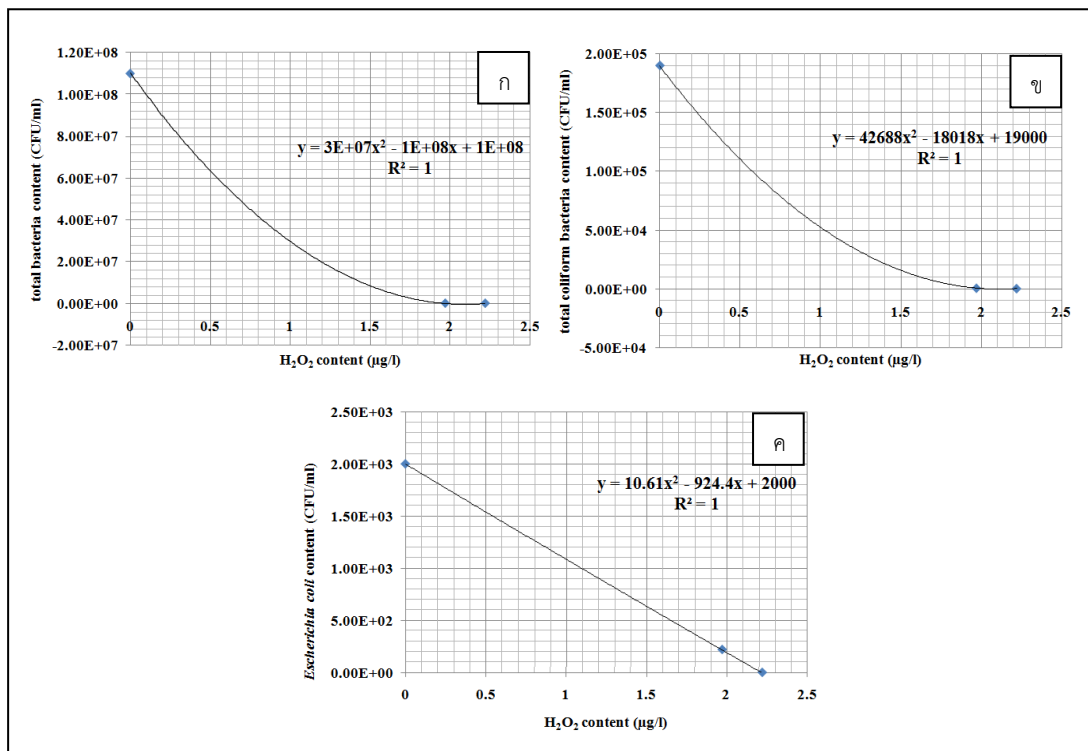 ก
total bacteria content (CFU/ml)
1.20E+08
1.00E+08
8.00E+07
6.00E+07
4.00E+07
2.00E+07
0.00E+00
-2.00E+07
y = 3E+07x² - 1E+08x + 1E+08
R² = 1
0 0.5 1 1.5 2 2.5
H₂O₂ content (µg/l)
ข
total coliform bacteria content (CFU/ml)
2.00E+05
1.50E+05
1.00E+05
5.00E+04
0.00E+00
-5.00E+04
y = 42688x² - 18018x + 19000
R² = 1
0 0.5 1 1.5 2 2.5
H₂O₂ content (µg/l)
ค
Escherichia coli content (CFU/ml)
2.50E+03
2.00E+03
1.50E+03
1.00E+03
5.00E+02
0.00E+00
y = 10.61x² - 924.4x + 2000
R² = 1
0 0.5 1 1.5 2 2.5
H₂O₂ content (µg/l)